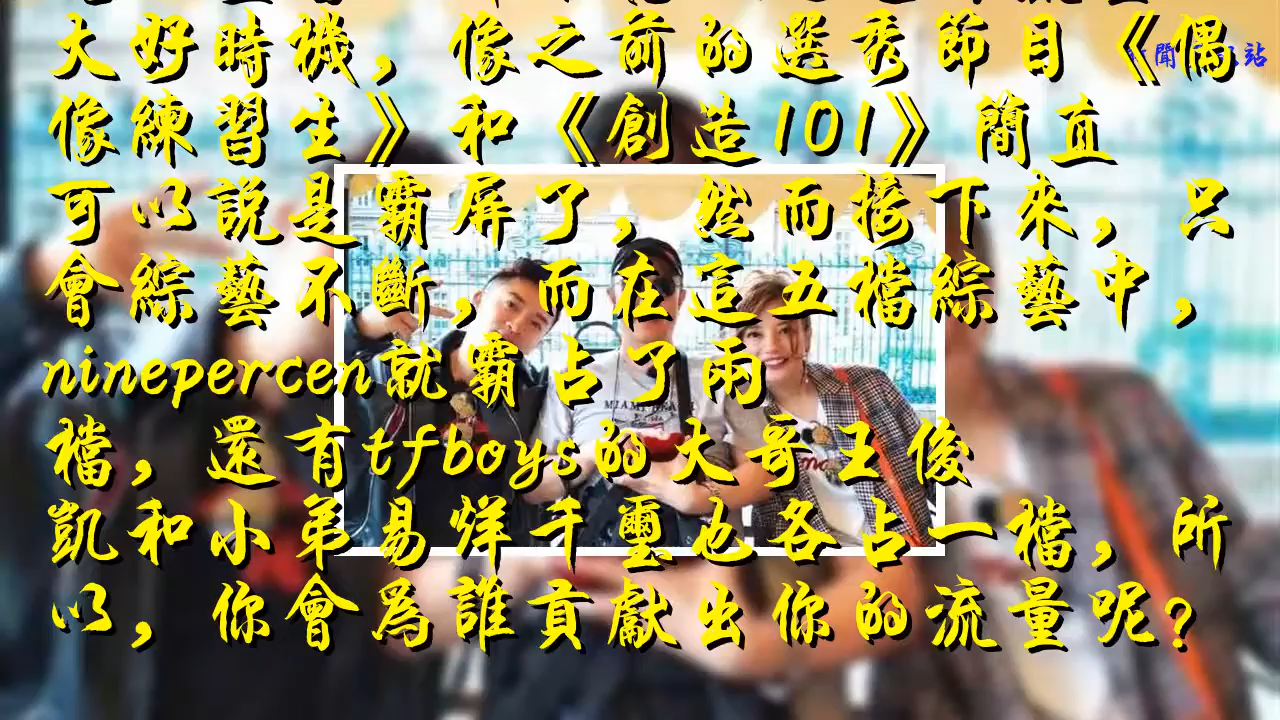 大好時機，像之前的選秀節目《偶
像練習生》和《創造101》簡直
可以說是霸屏了，然而接下來，只
會綜藝不斷，而在這五檔綜藝中，
ninepercen就霸占了兩
檔，還有tfboys的大哥王俊
凱和小弟易烊千璽也各占一檔，所
以，你會為誰貢獻出你的流量呢？
MIAMI